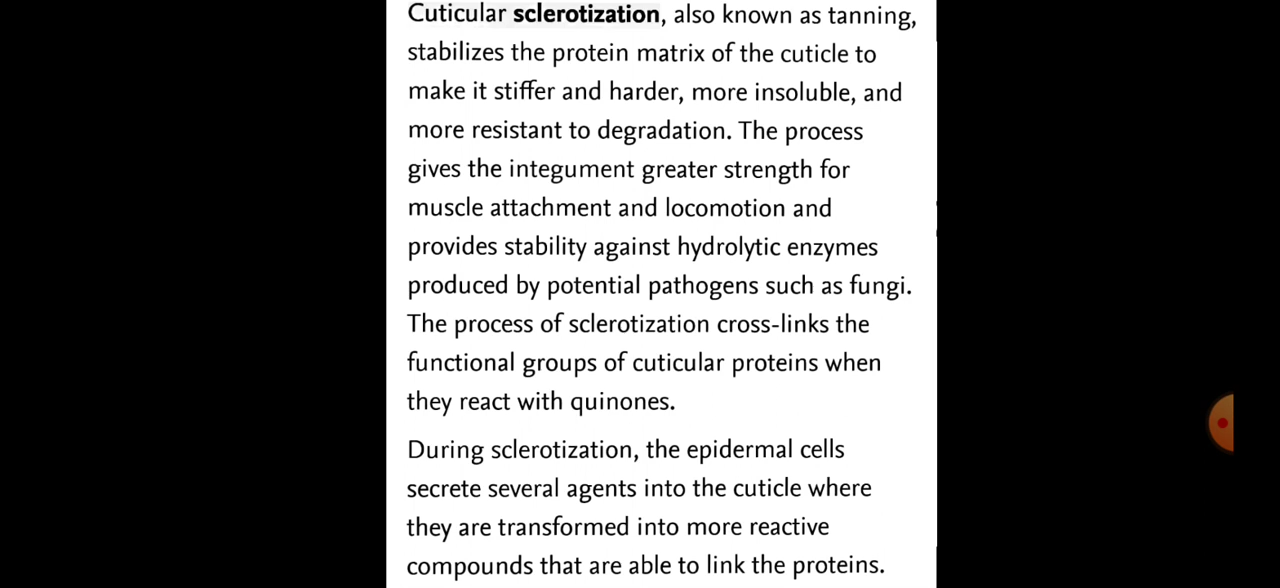 Cuticular sclerotization, also known as tanning,
stabilizes the protein matrix of the cuticle to
make it stiffer and harder, more insoluble, and
more resistant to degradation. The process
gives the integument greater strength for
muscle attachment and locomotion and
provides stability against hydrolytic enzymes
produced by potential pathogens such as fungi.
The process of sclerotization cross-links the
functional groups of cuticular proteins when
they react with quinones.
During sclerotization, the epidermal cells
secrete several agents into the cuticle where
they are transformed into more reactive
compounds that are able to link the proteins.